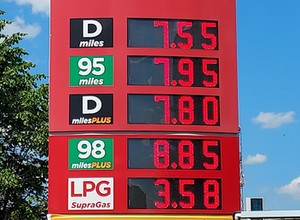 D 7.55
miles
95 7.95
miles
D 7.80
milesPLUS
98 8.85
milesPLUS
LPG 3.58
SupraGas